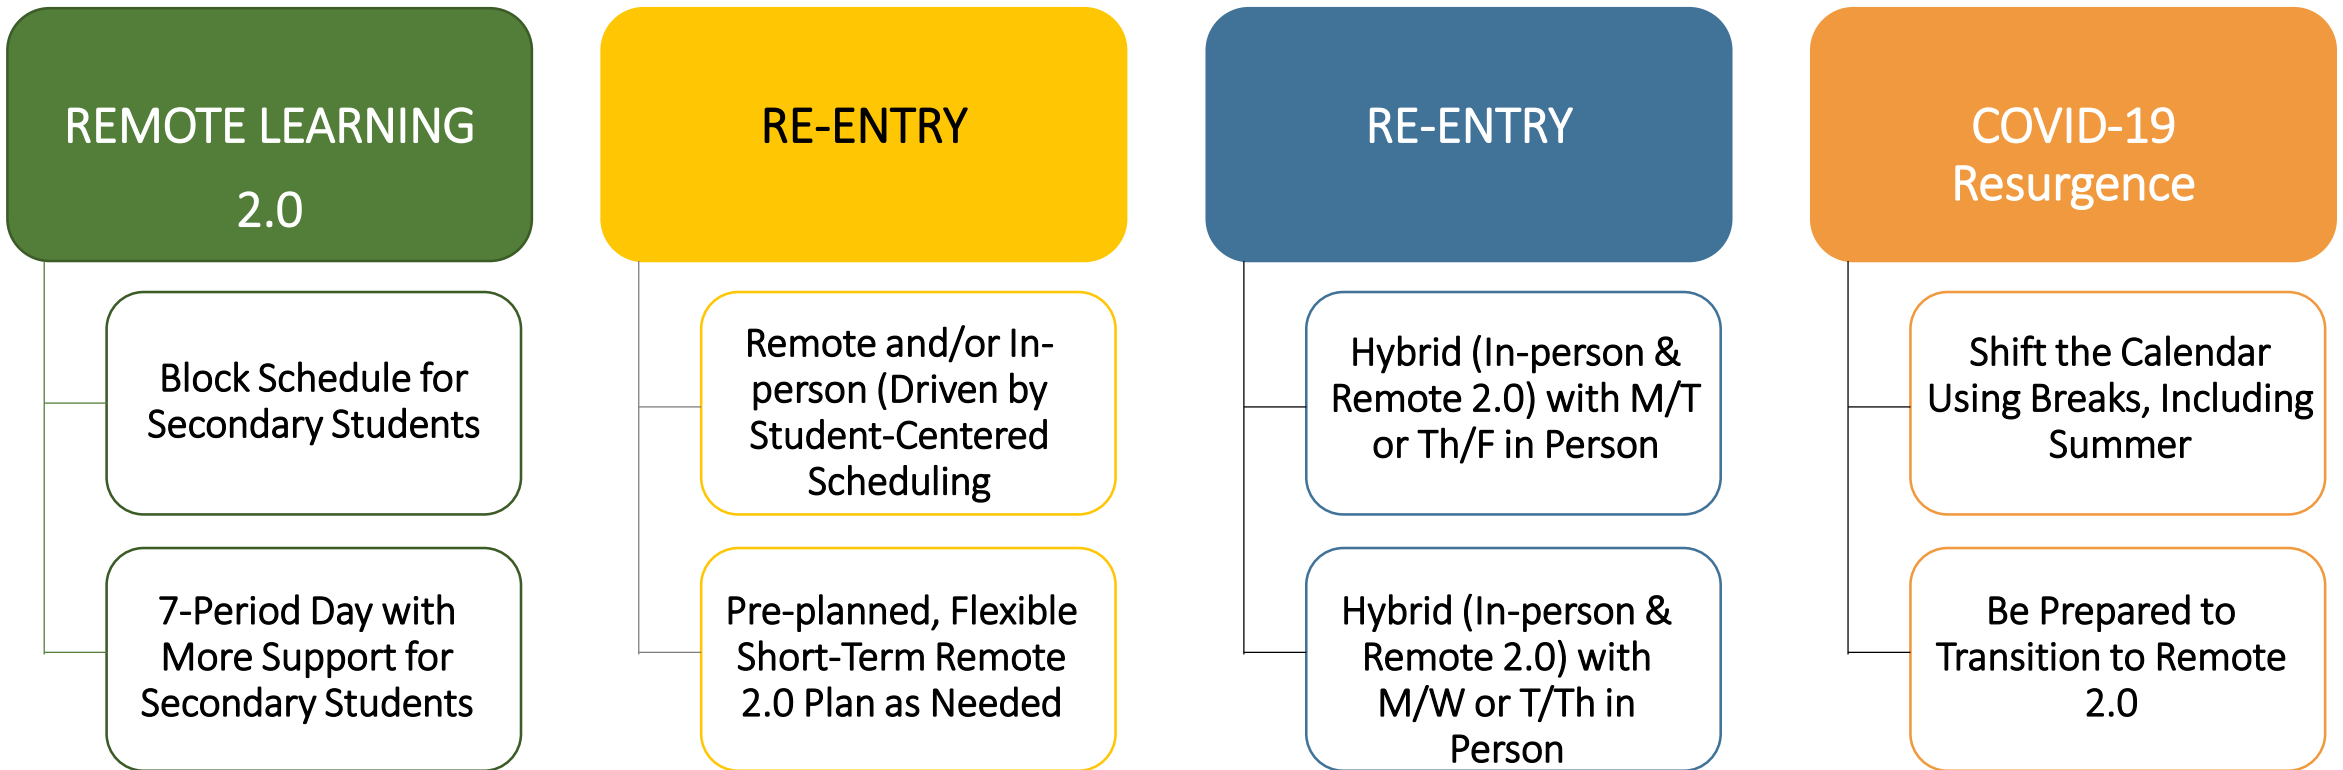 REMOTE LEARNING
2.0
Block Schedule for
Secondary Students
7-Period Day with
More Support for
Secondary Students
RE-ENTRY
Remote and/or In-
person (Driven by
Student-Centered
Scheduling
Pre-planned, Flexible
Short-Term Remote
2.0 Plan as Needed
RE-ENTRY
Hybrid (In-person &
Remote 2.0) with M/T
or Th/F in Person
Hybrid (In-person &
Remote 2.0) with
M/W or T/Th in
Person
COVID-19
Resurgence
Shift the Calendar
Using Breaks, Including
Summer
Be Prepared to
Transition to Remote
2.0